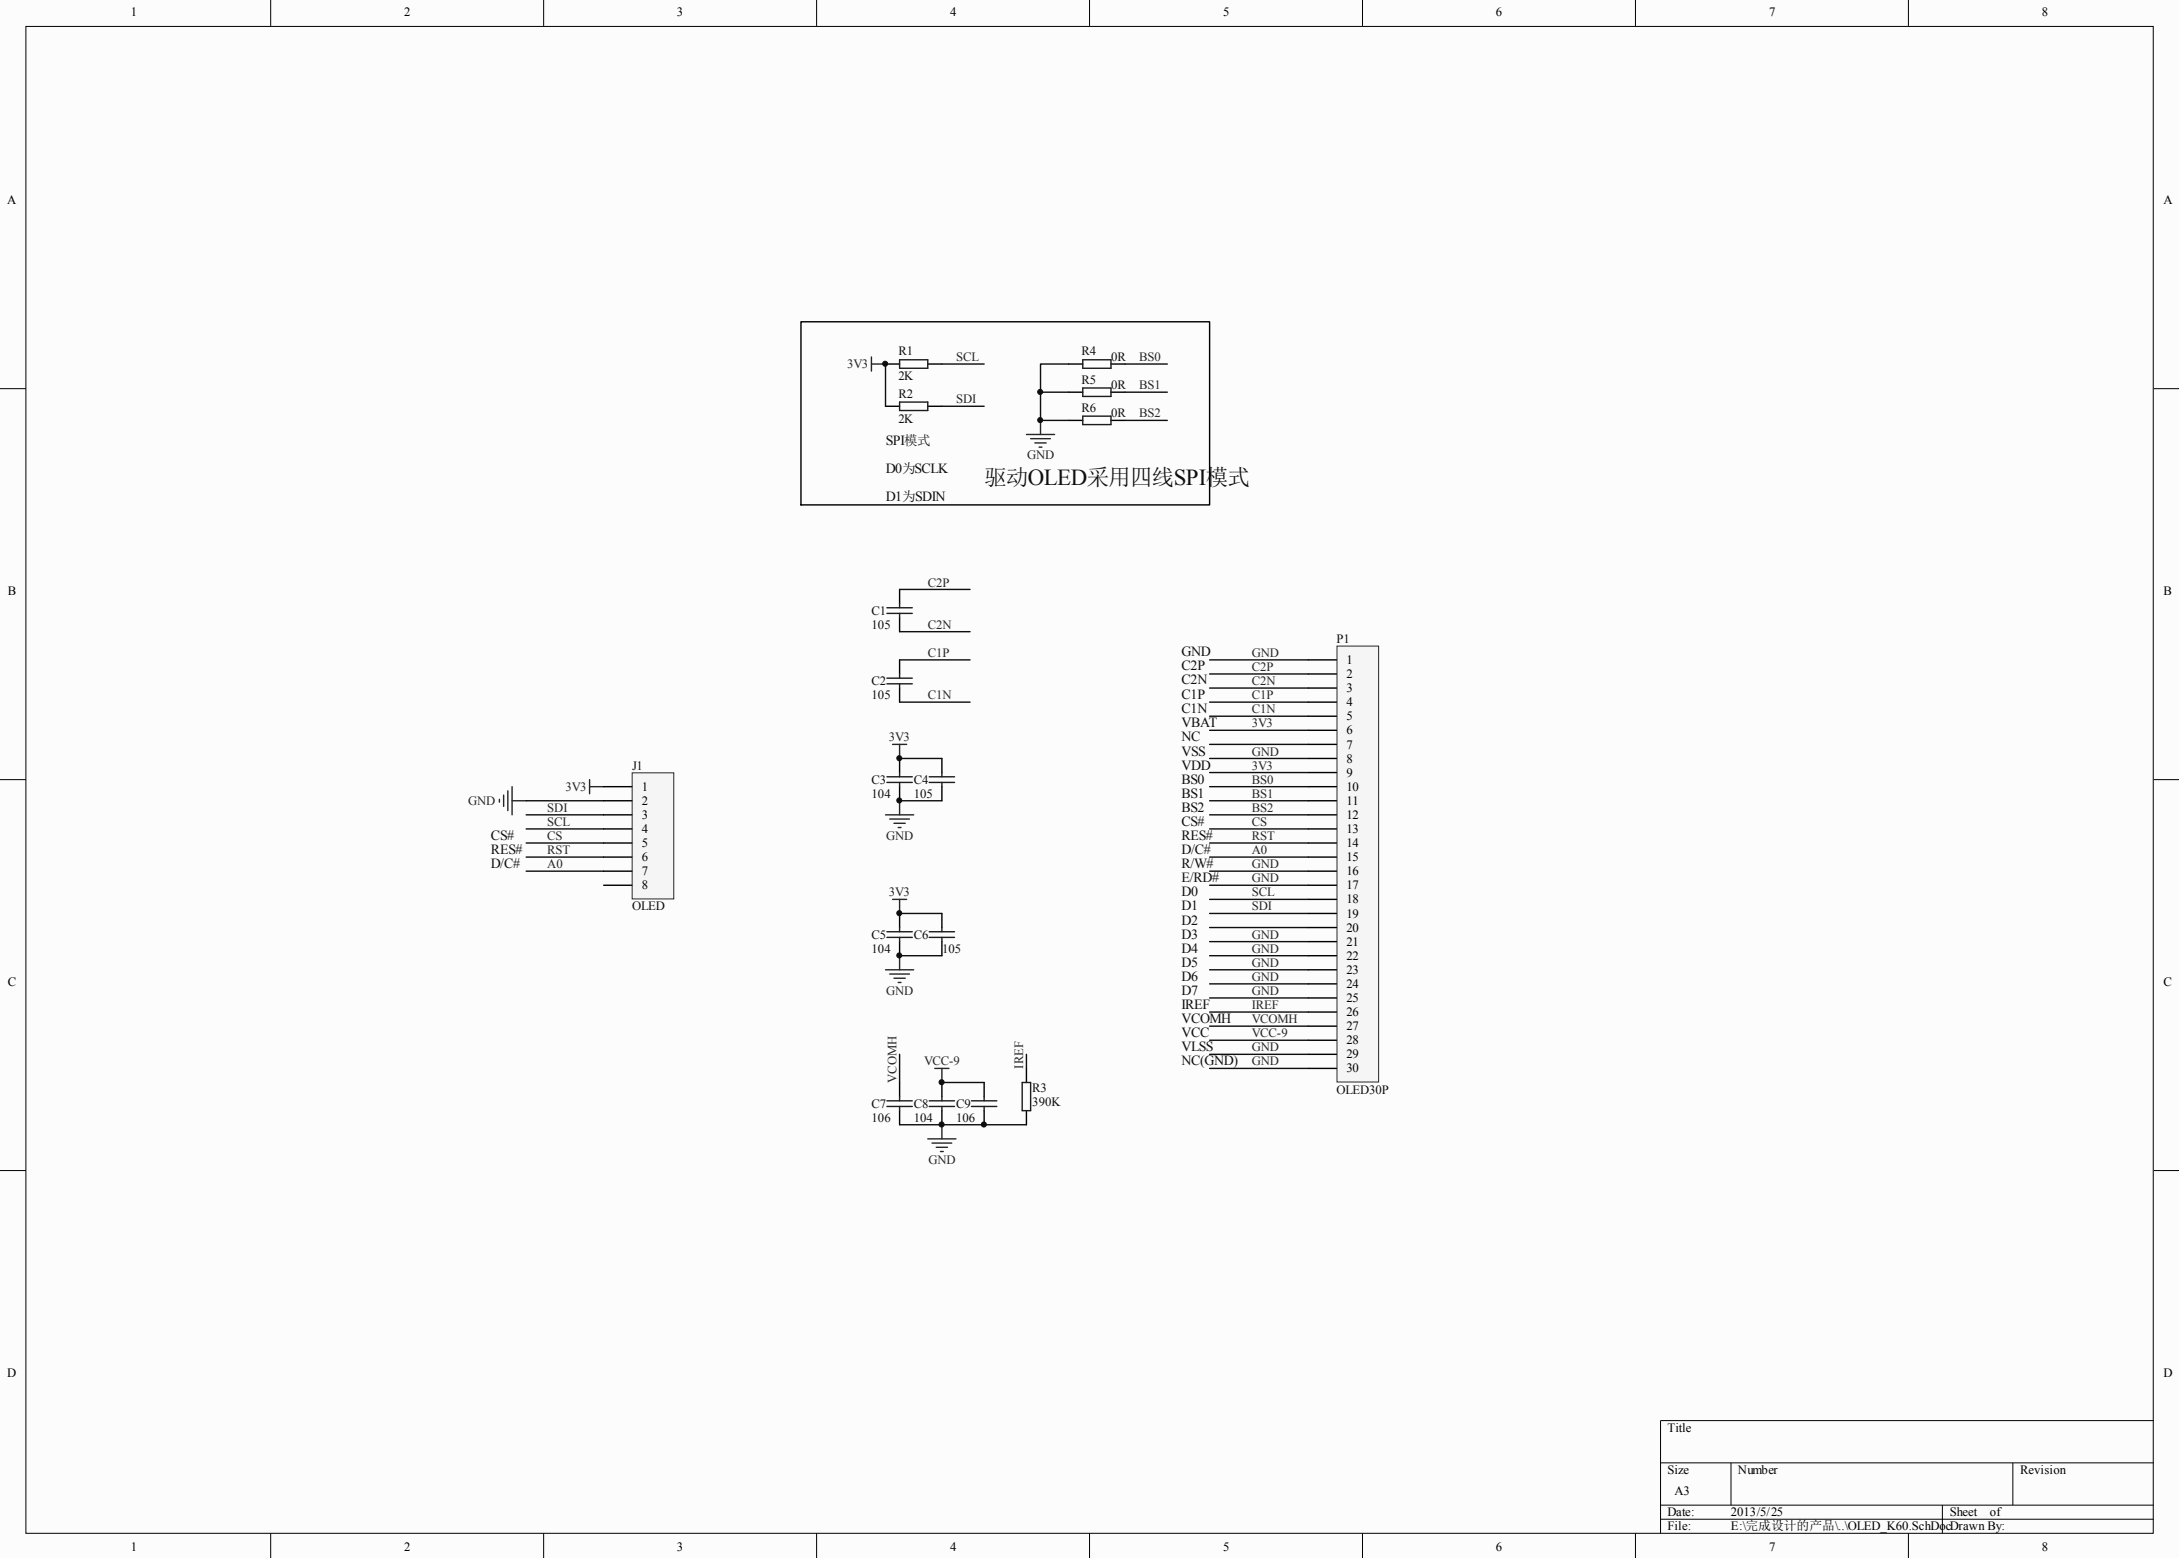 1 2 3 4 5 6 7 8
A A
R1 R4 0R BS0
3V3 SCL
2K R5 0R BS1
R2 SDI R6 0R BS2
2K
SPI模式
GND
D0为SCLK
驱动OLED采用四线SPI模式
D1为SDIN
B B
C2P
C1
105
C2N
C1P
C2
105
C1N
3V3
C3 C4
104 105
GND
3V3
C5 C6
104 105
GND
VCOMH VCC-9 IREF
C7 C8 C9 R3
106 104 106 390K
GND
J1
3V3 1
GND 2
SDI 3
SCL 4
CS# CS 5
RES# RST 6
D/C# A0 7
8
OLED
P1
GND GND 1
C2P C2P 2
C2N C2N 3
C1P C1P 4
C1N C1N 5
VBAT 3V3 6
NC 7
VSS GND 8
VDD 3V3 9
BS0 BS0 10
BS1 BS1 11
BS2 BS2 12
CS# CS 13
RES# RST 14
D/C# A0 15
R/W# GND 16
E/RD# GND 17
D0 SCL 18
D1 SDI 19
D2 20
D3 GND 21
D4 GND 22
D5 GND 23
D6 GND 24
D7 GND 25
IREF IREF 26
VCOMH VCOMH 27
VCC VCC-9 28
VLSS GND 29
NC(GND) GND 30
OLED30P
C C
D D
Title
Size Number Revision
A3
Date: 2013/5/25 Sheet of
File: E:\完成设计的产品\..\OLED_K60.SchDoc Drawn By:
1 2 3 4 5 6 7 8